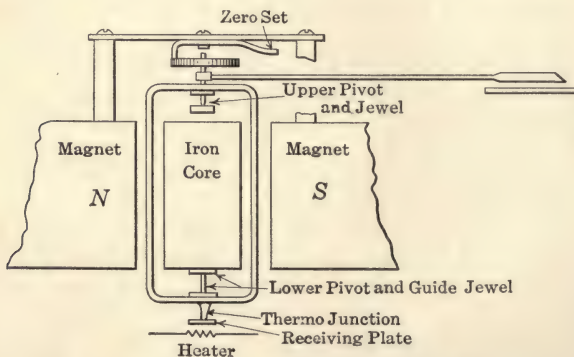 Zero Set
Upper Pivot
and Jewel
Magnet
N
Iron
Core
Magnet
S
Lower Pivot and Guide Jewel
Thermo Junction
Receiving Plate
Heater